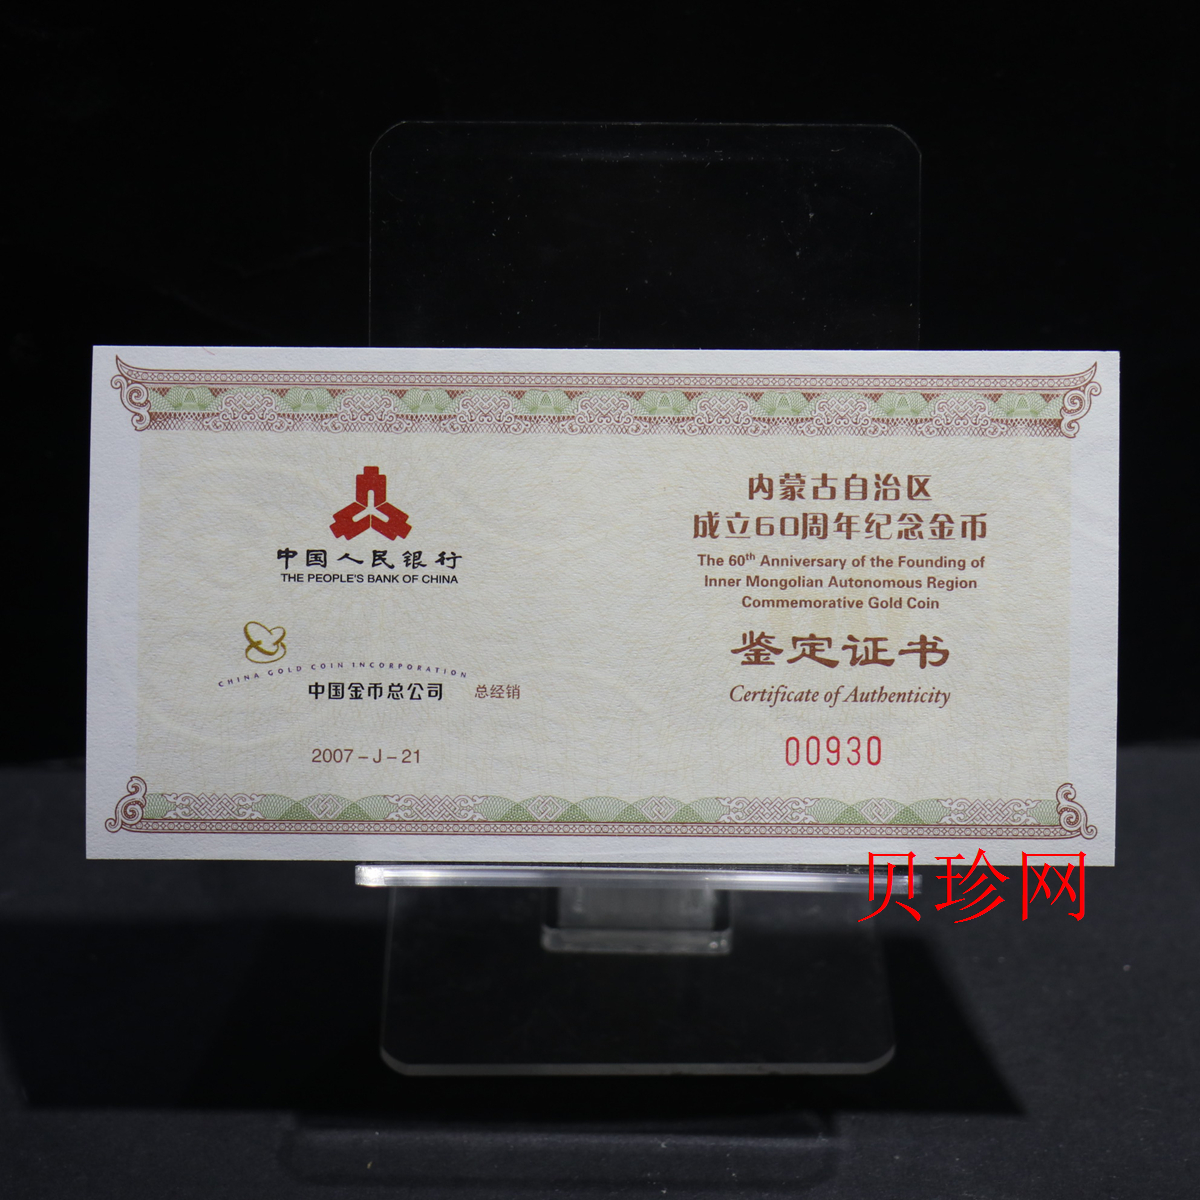 中国人民银行
THE PEOPLE'S BANK OF CHINA
CHINA GOLD COIN INCORPORATION
中国金币总公司 总经销
2007-J-21
内蒙古自治区
成立60周年纪念金币
The 60th Anniversary of the Founding of
Inner Mongolian Autonomous Region
Commemorative Gold Coin
鉴定证书
Certificate of Authenticity
00930
贝珍网